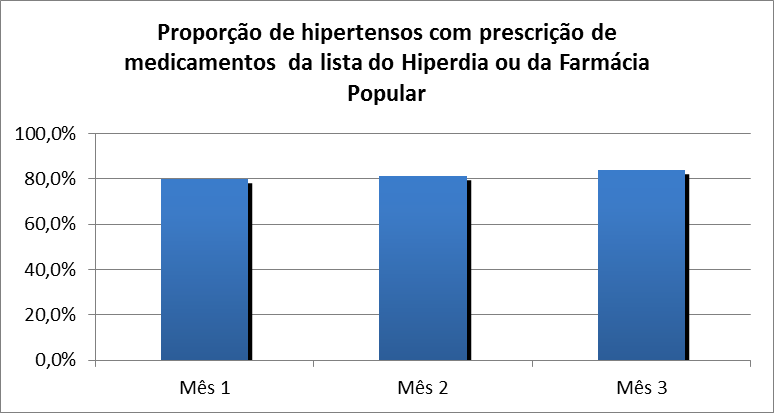 Proporção de hipertensos com prescrição de
medicamentos  da lista do Hiperdia ou da Farmácia
Popular
100,0%
80,0%
60,0%
40,0%
20,0%
0,0%
Mês 1
Mês 2
Mês 3